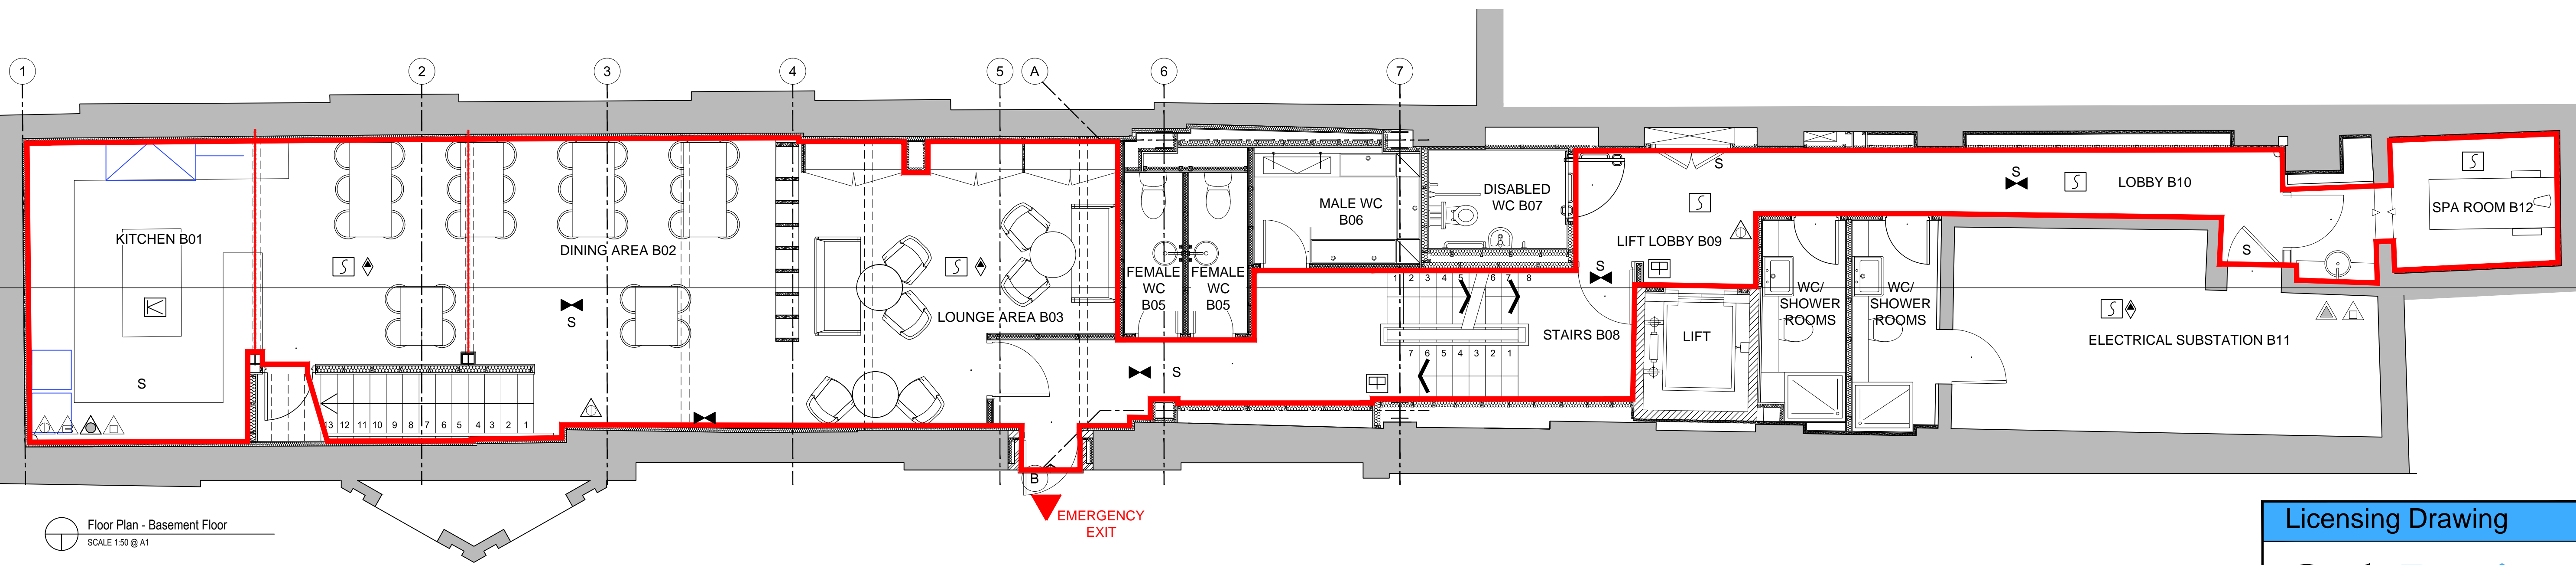 1
2
3
4
5
A
6
7
KITCHEN B01
DINING AREA B02
LOUNGE AREA B03
FEMALE
WC
B05
FEMALE
WC
B05
MALE WC
B06
DISABLED
WC B07
STAIRS B08
LIFT LOBBY B09
LIFT
WC/
SHOWER
ROOMS
WC/
SHOWER
ROOMS
LOBBY B10
ELECTRICAL SUBSTATION B11
SPA ROOM B12
S
S
S
S
S
S
S
S
S
S
S
S
S
K
1 2 3 4 5 6 7 8
7 6 5 4 3 2 1
13 12 11 10 9 8 7 6 5 4 3 2 1
B
EMERGENCY
EXIT
Floor Plan - Basement Floor
SCALE 1:50 @ A1
Licensing Drawing